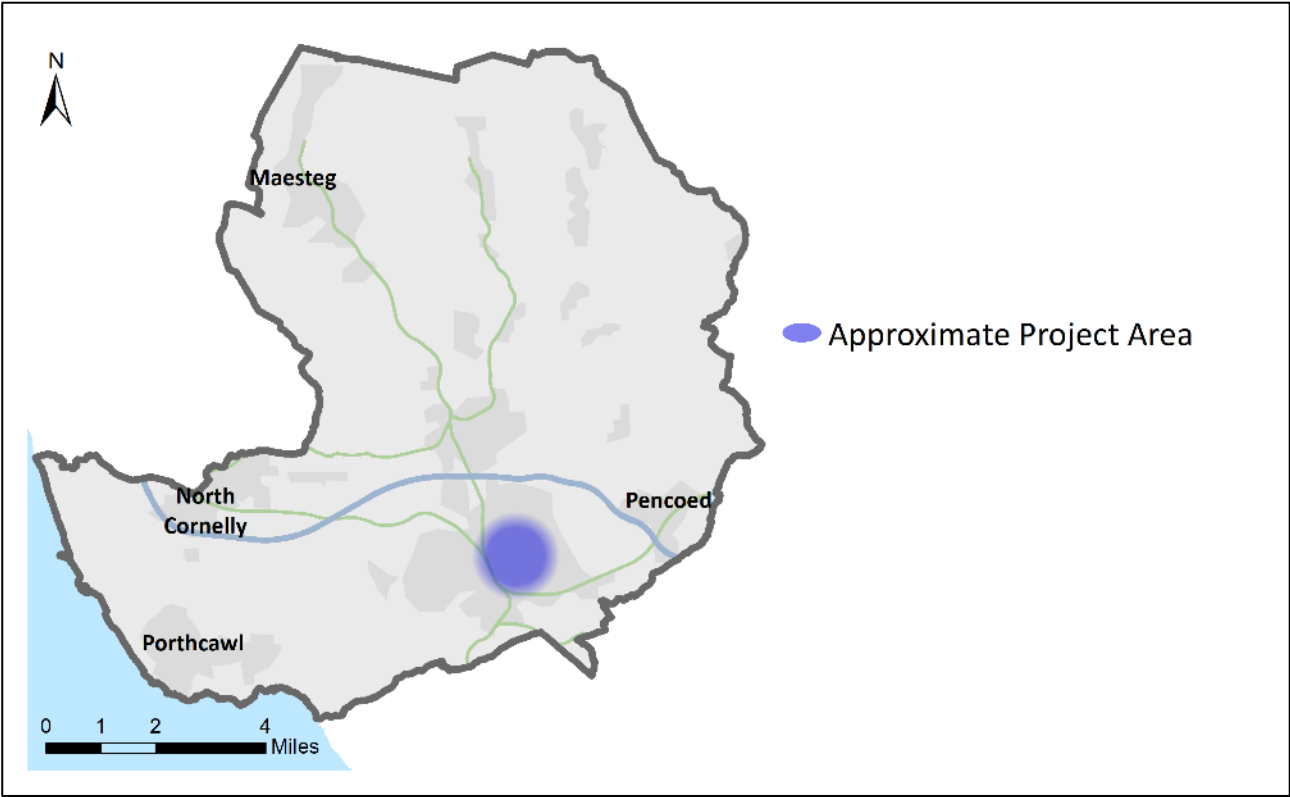 N
Maesteg
Approximate Project Area
North
Cornelly
Pencoed
Porthcawl
0 1 2 4
Miles